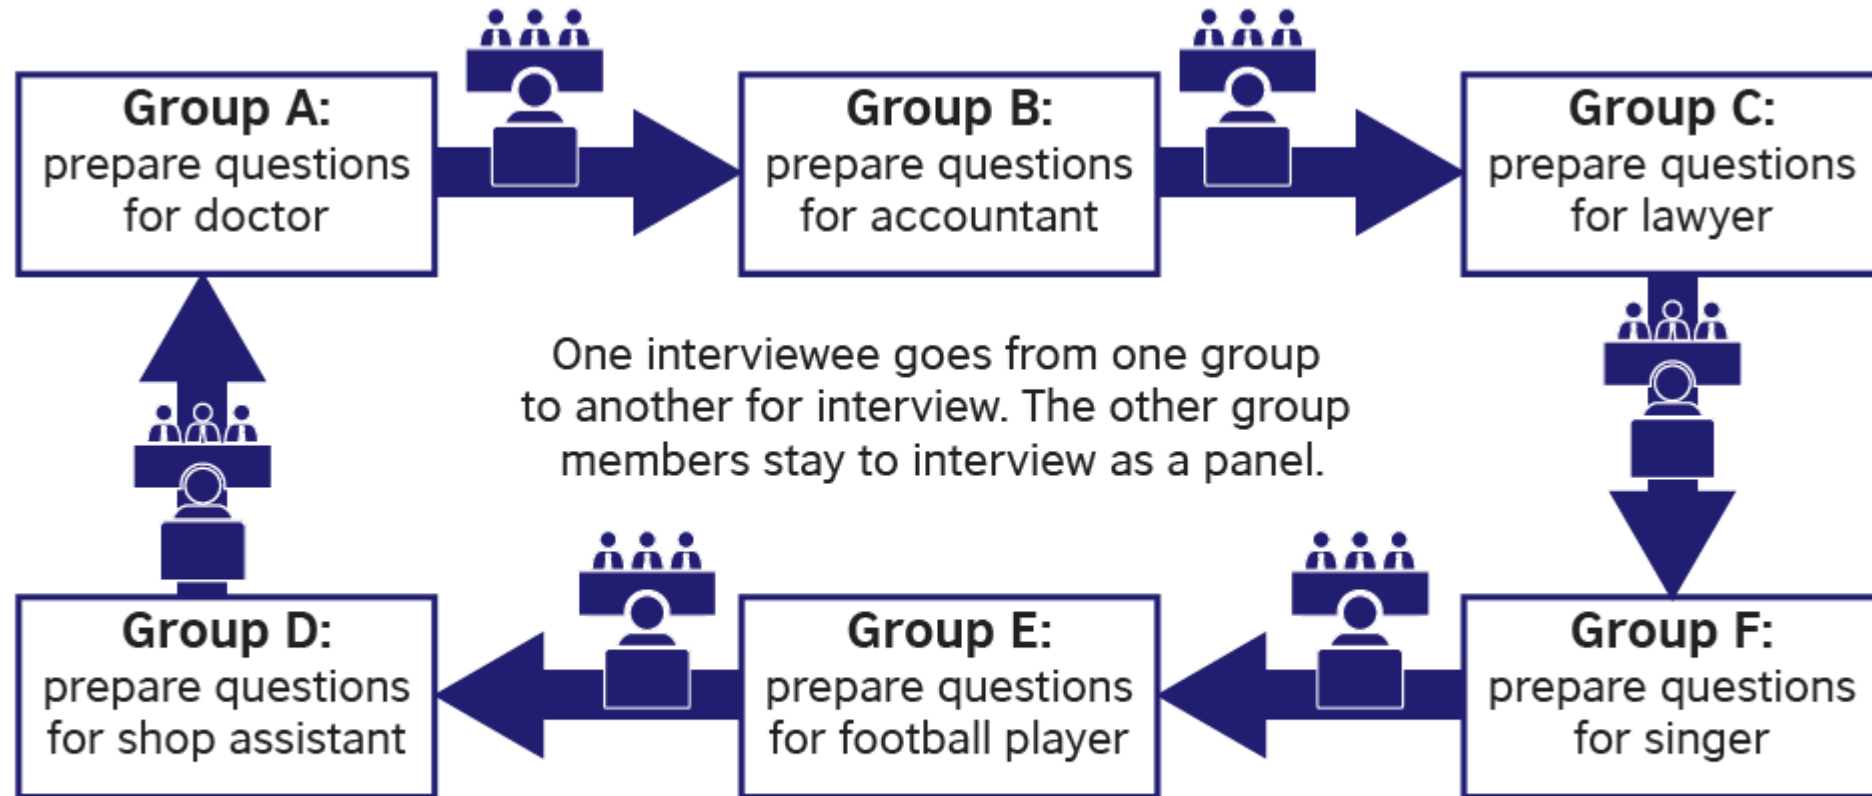 Group A:
prepare questions
for doctor
Group B:
prepare questions
for accountant
Group C:
prepare questions
for lawyer
One interviewee goes from one group
to another for interview. The other group
members stay to interview as a panel.
Group D:
prepare questions
for shop assistant
Group E:
prepare questions
for football player
Group F:
prepare questions
for singer